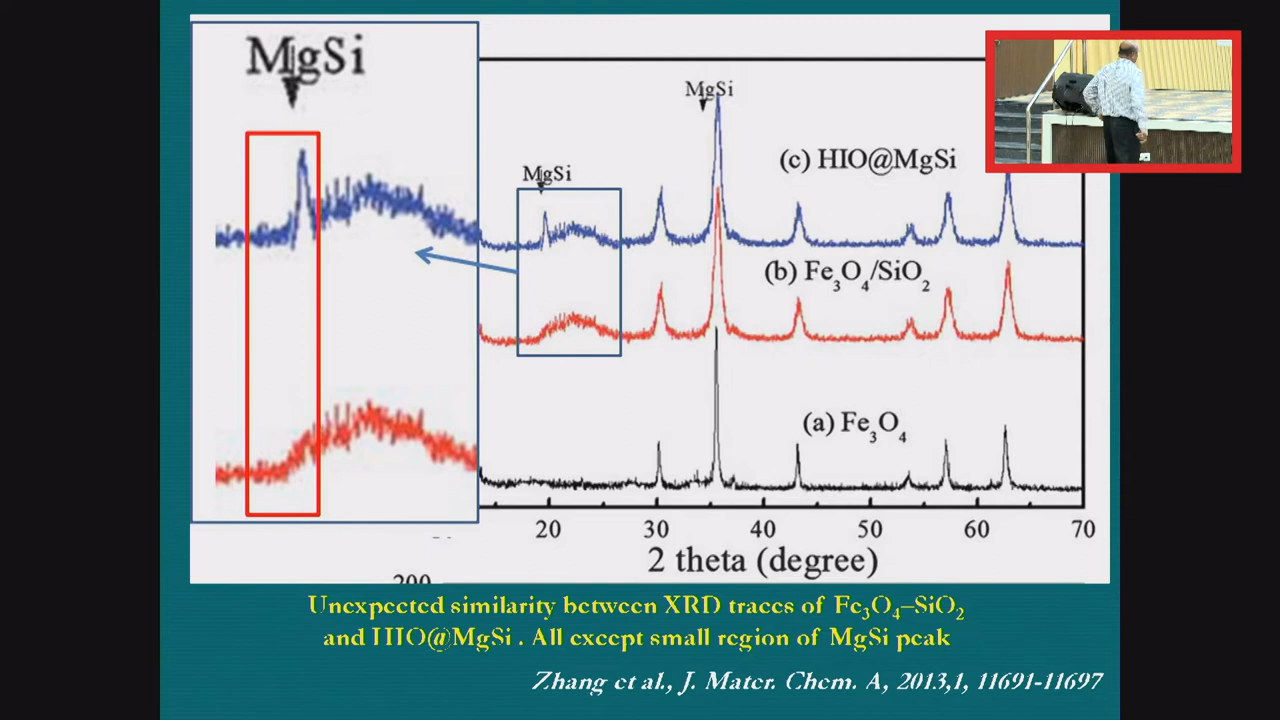 MgSi
MgSi
MgSi
(c) HIO@MgSi
(b) Fe₃O₄/SiO₂
(a) Fe₃O₄
20 30 40 50 60 70
2 theta (degree)
200
Unexpected similarity between XRD traces of Fe₃O₄–SiO₂
and HIO@MgSi . All except small region of MgSi peak
Zhang et al., J. Mater. Chem. A, 2013,1, 11691-11697